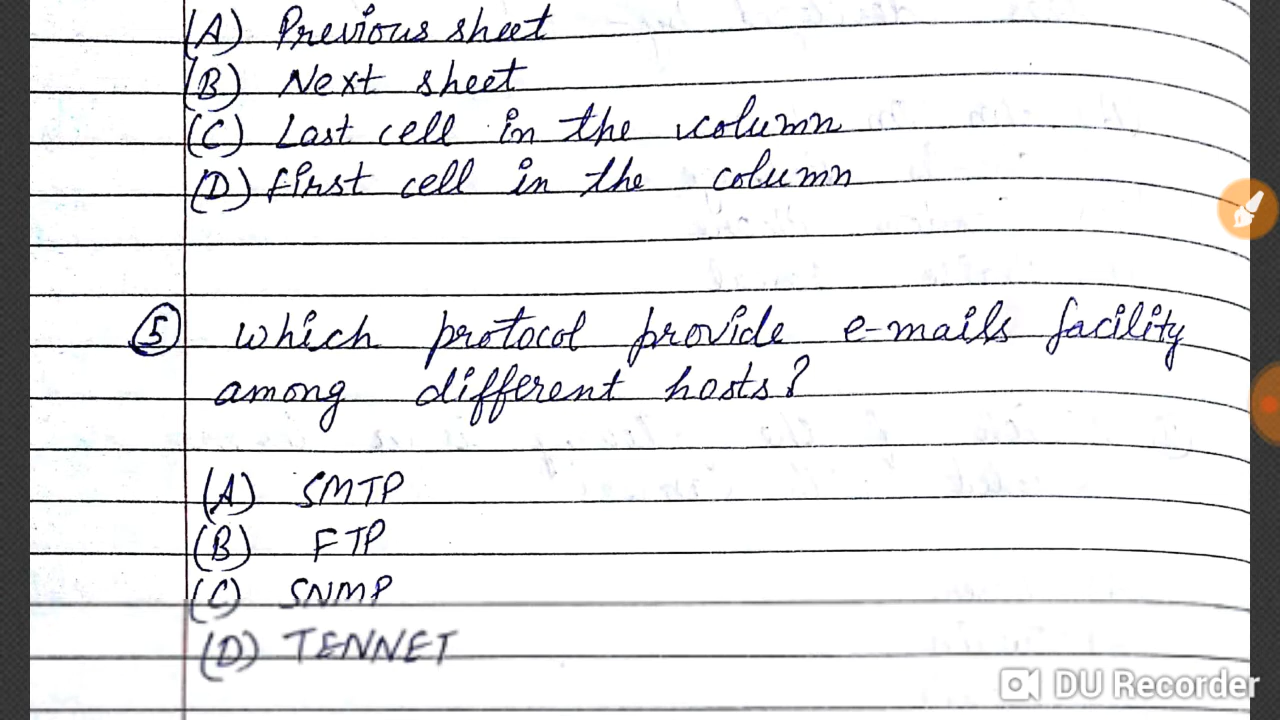 (A) Previous sheet
(B) Next sheet
(C) Last cell in the column
(D) First cell in the column
(5) which protocol provide e-mails facility
among different hosts?
(A) SMTP
(B) FTP
(C) SNMP
(D) TENNET
DU Recorder